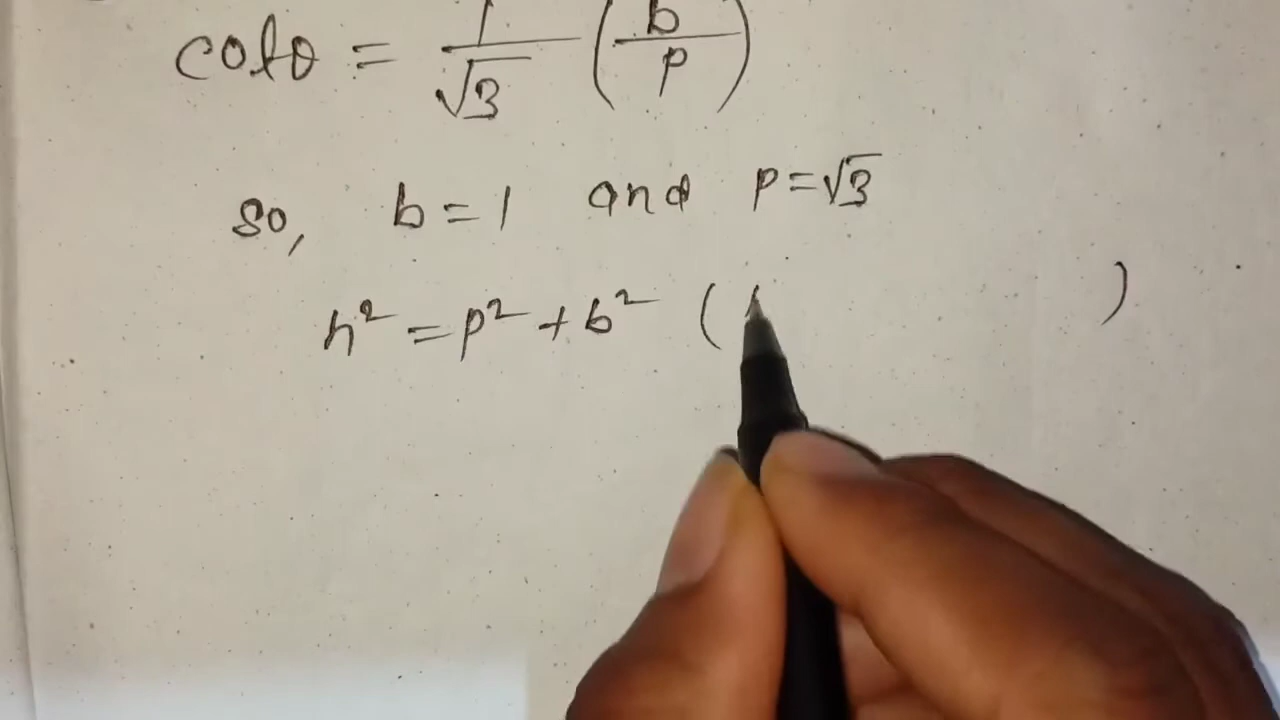 cotθ = 1/√3 (b/p)
so, b = 1 and p = √3
h² = p² + b² ( )